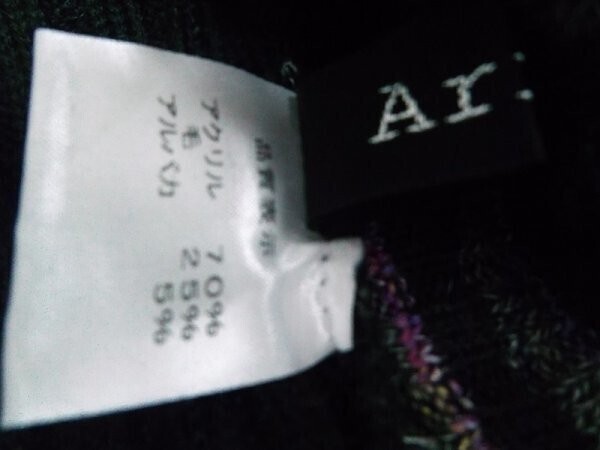 Ar
品質表示
アクリル 70%
毛 25%
アルパカ 5%